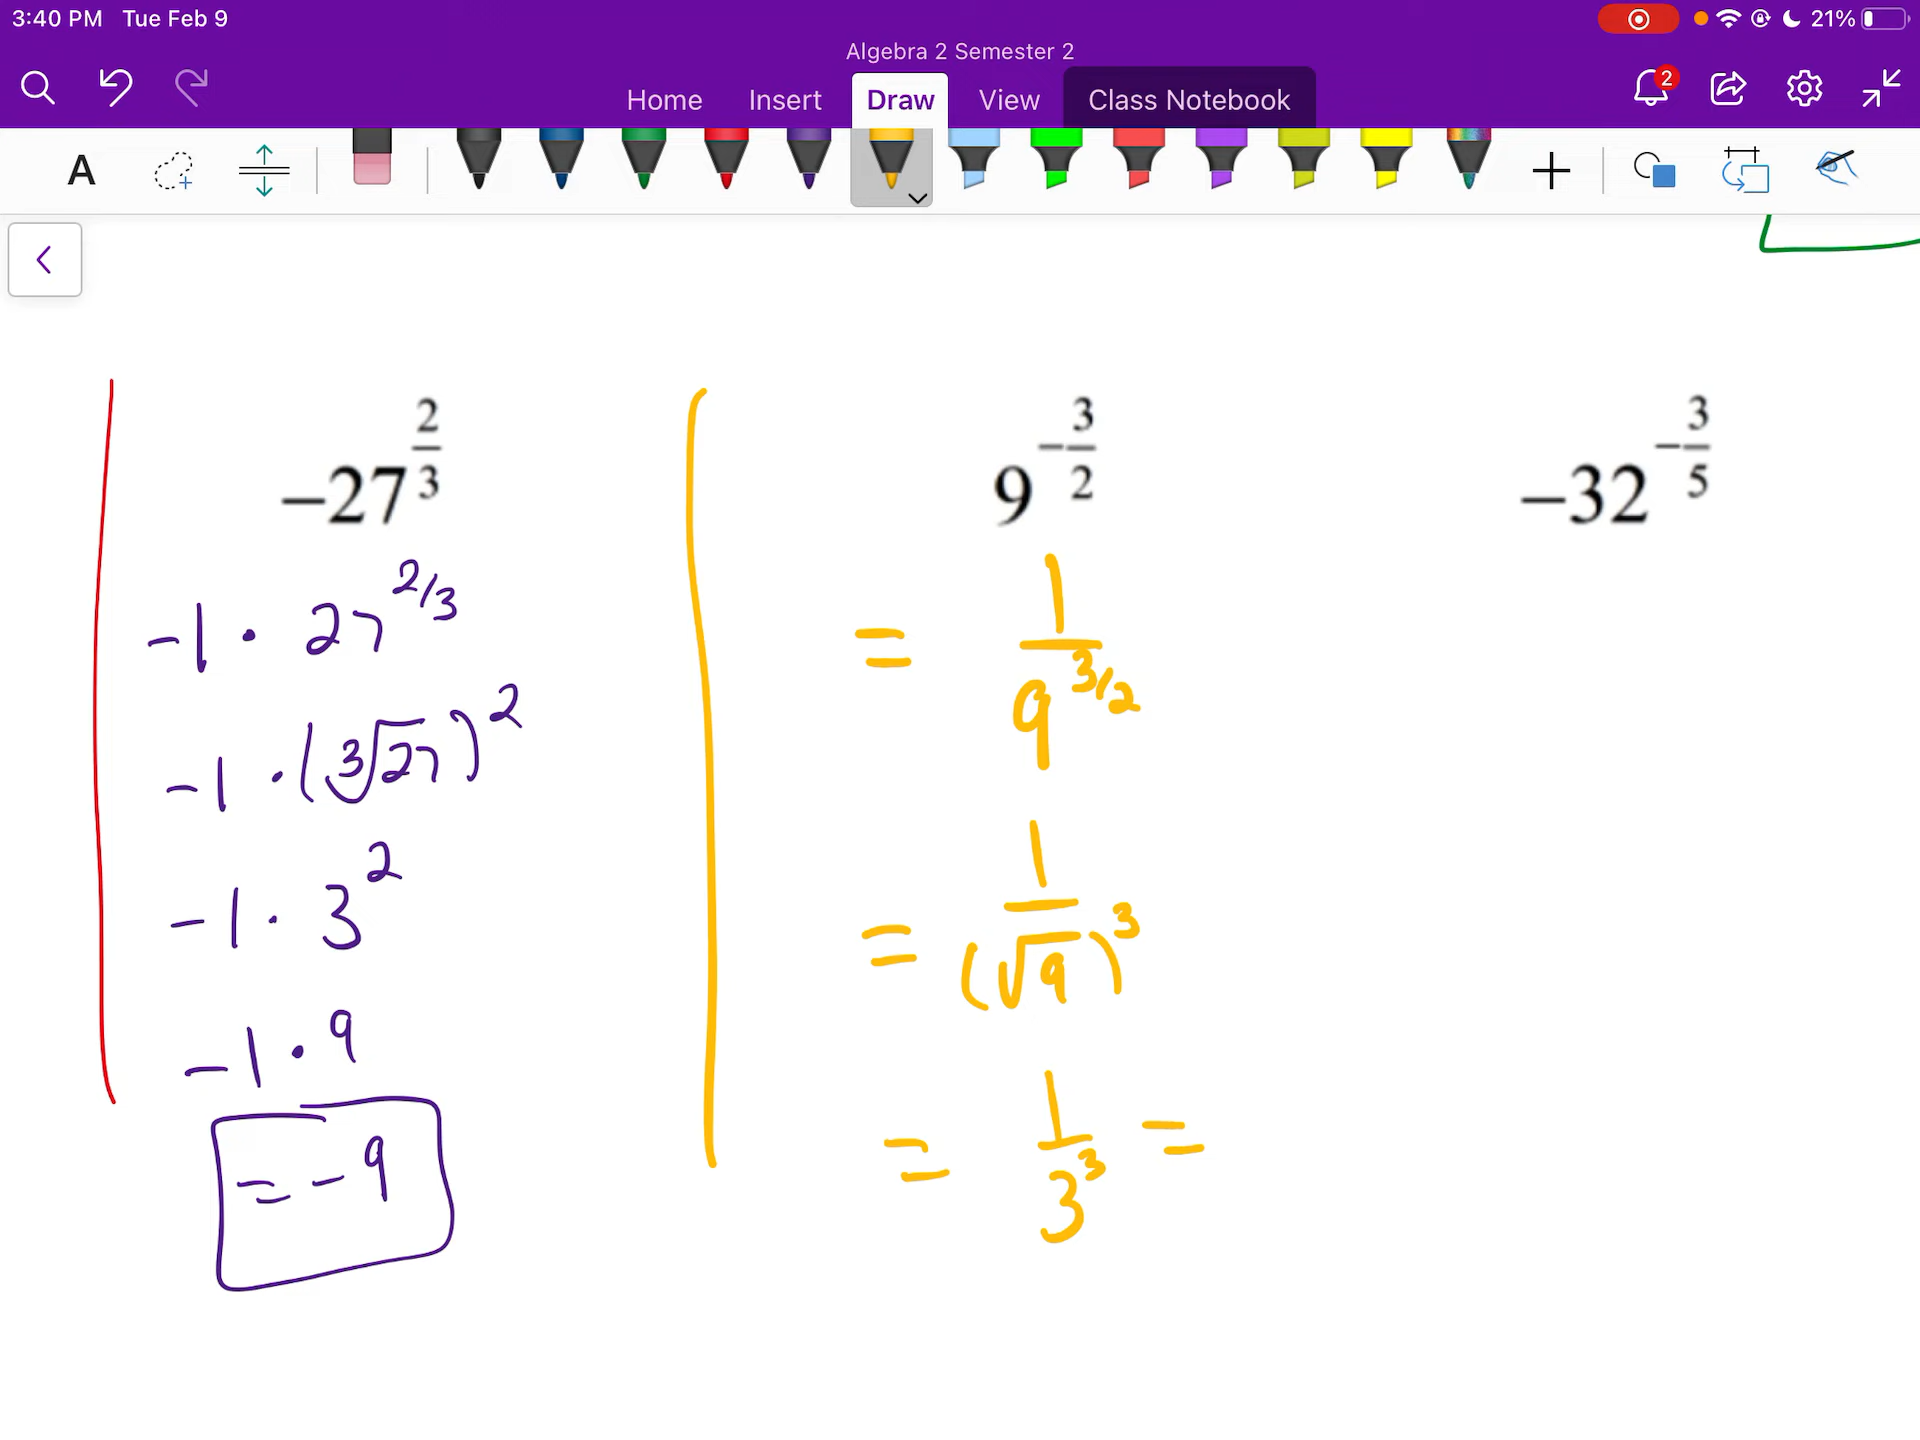 3:40 PM Tue Feb 9
21%
Algebra 2 Semester 2
Home Insert Draw View Class Notebook
2
A
-27^{2/3}
-1 · 27^{2/3}
-1 · (∛27)^2
-1 · 3^2
-1 · 9
= -9
9^{-3/2}
= 1/9^{3/2}
= 1/(√9)^3
= 1/3^3 =
-32^{-3/5}